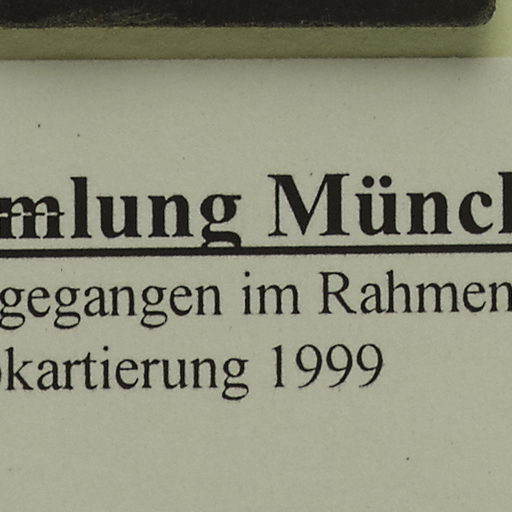 mlung Münch
gegangen im Rahmen
kartierung 1999